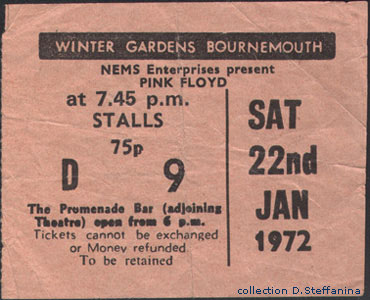 WINTER GARDENS BOURNEMOUTH
NEMS Enterprises present
PINK FLOYD
at 7.45 p.m.
STALLS
75p
D 9
The Promenade Bar (adjoining
Theatre) open from 6 p.m.
Tickets cannot be exchanged
or Money refunded
To be retained
SAT
22nd
JAN
1972
collection D.Steffanina